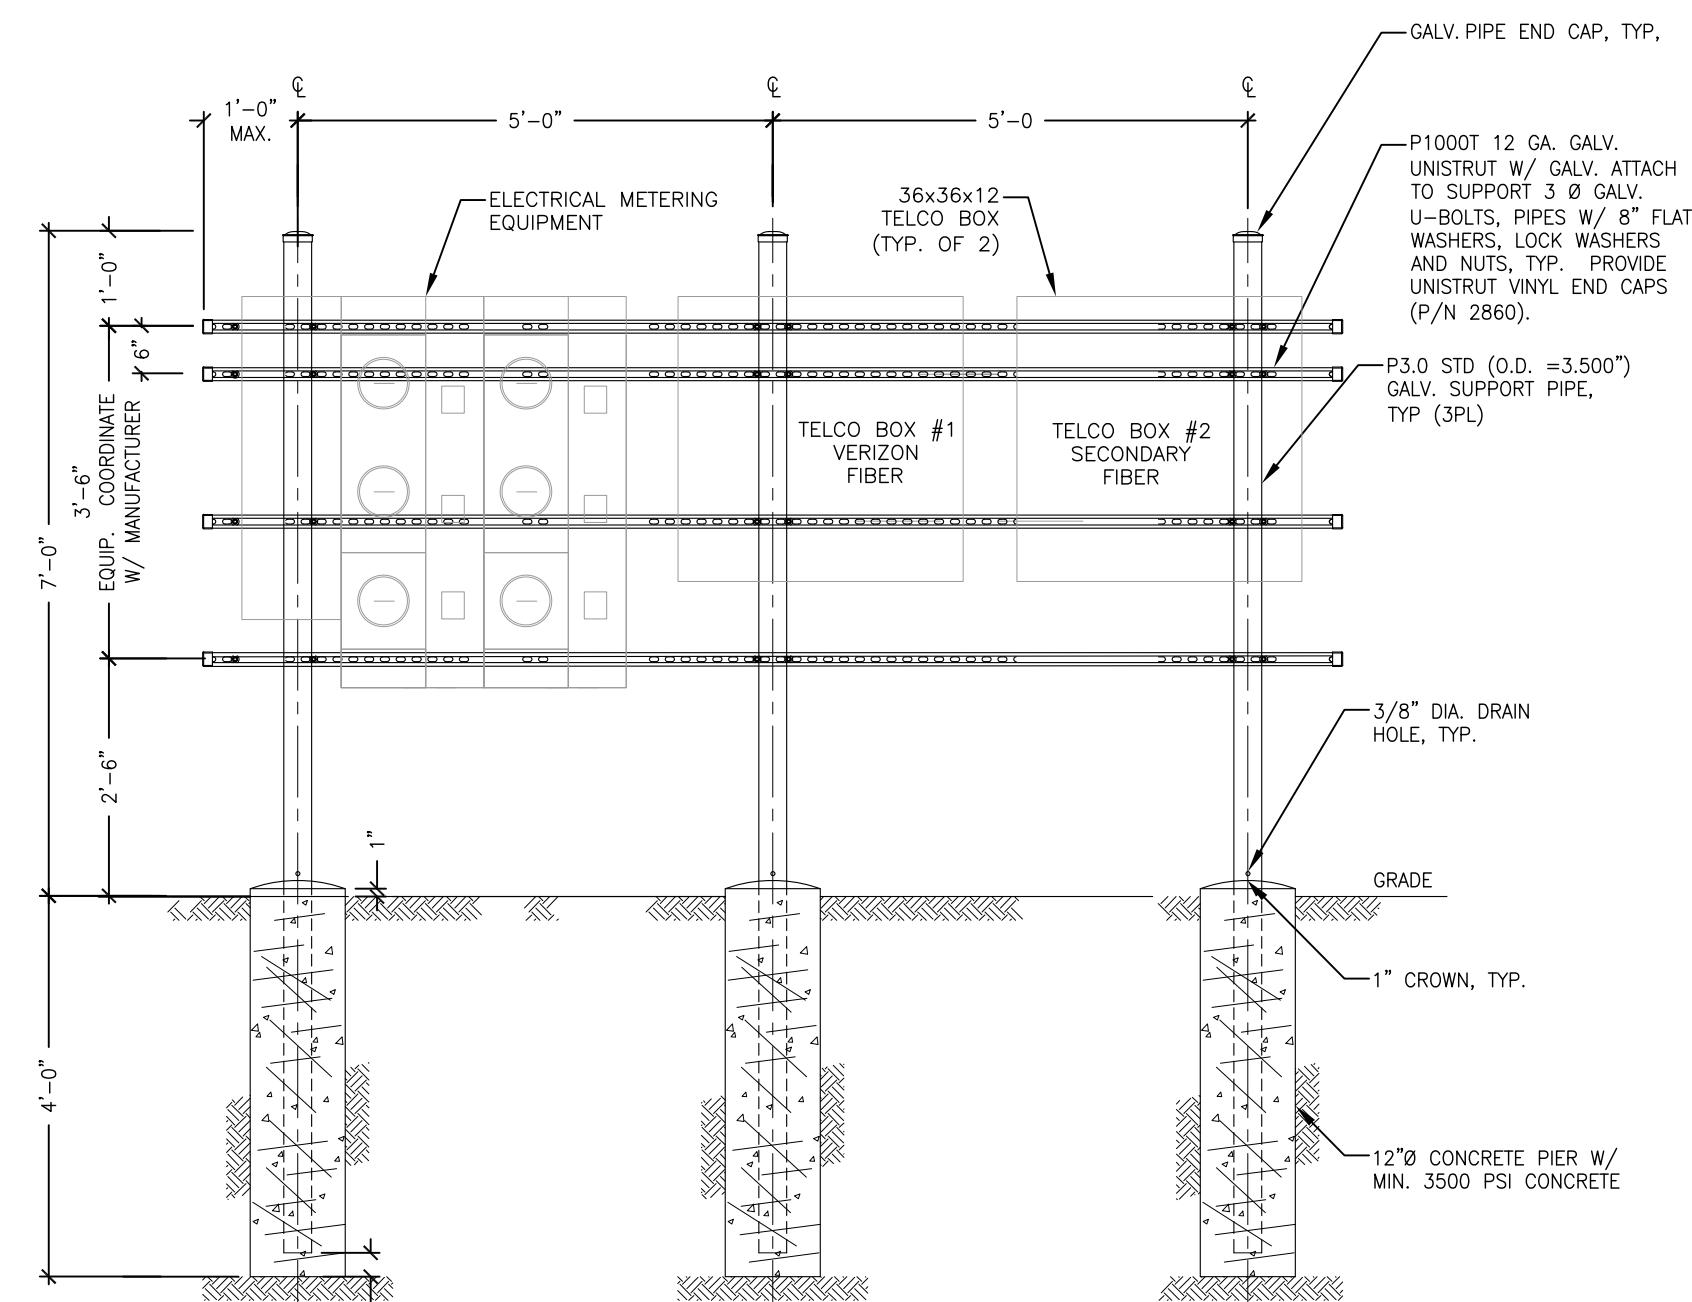 GALV. PIPE END CAP, TYP,
℄
℄
℄
1'-0"
MAX.
5'-0"
5'-0
P1000T 12 GA. GALV.
UNISTRUT W/ GALV. ATTACH
TO SUPPORT 3 Ø GALV.
U-BOLTS, PIPES W/ 8" FLAT
WASHERS, LOCK WASHERS
AND NUTS, TYP. PROVIDE
UNISTRUT VINYL END CAPS
(P/N 2860).
ELECTRICAL METERING
EQUIPMENT
36x36x12
TELCO BOX
(TYP. OF 2)
1'-0"
6"
P3.0 STD (O.D. =3.500")
GALV. SUPPORT PIPE,
TYP (3PL)
TELCO BOX #1
VERIZON
FIBER
TELCO BOX #2
SECONDARY
FIBER
3'-6"
EQUIP. COORDINATE
W/ MANUFACTURER
7'-0"
2'-6"
3/8" DIA. DRAIN
HOLE, TYP.
1"
GRADE
1" CROWN, TYP.
4'-0"
12"Ø CONCRETE PIER W/
MIN. 3500 PSI CONCRETE